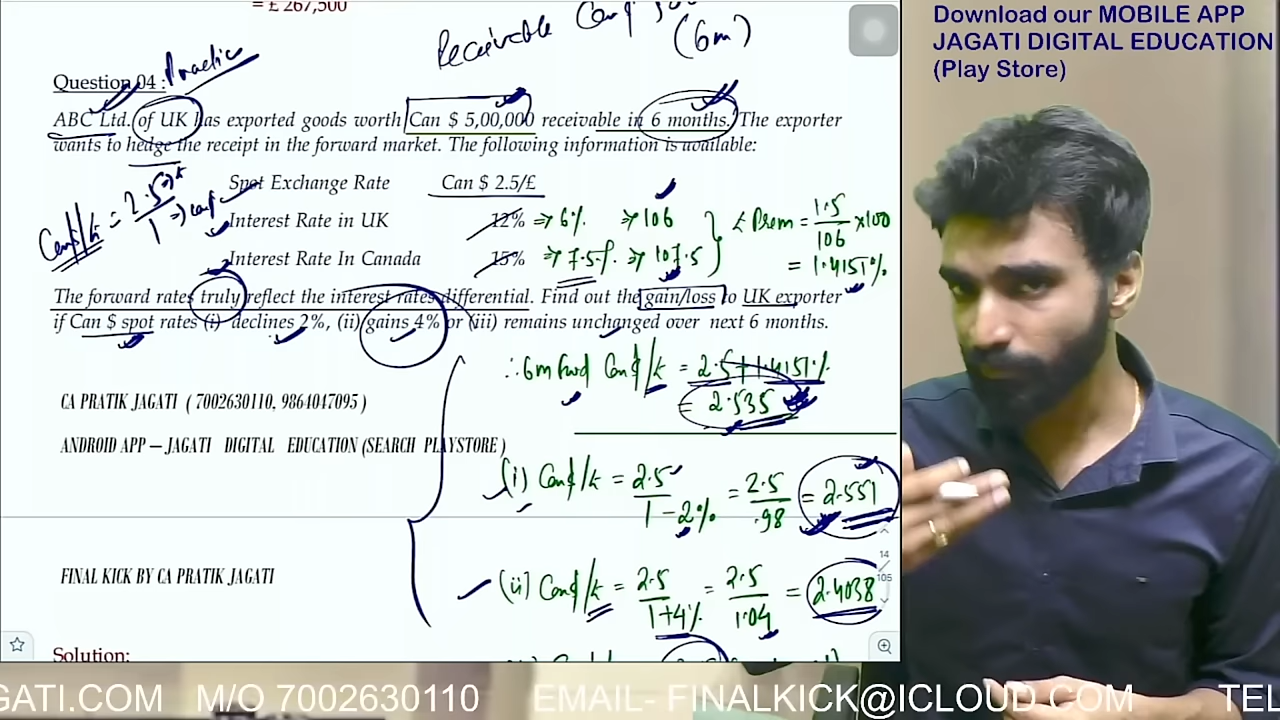 = £ 267,500
Receivable Can$
(6m)
Download our MOBILE APP
JAGATI DIGITAL EDUCATION
(Play Store)
Question 04 : Practice
ABC Ltd. of UK has exported goods worth Can $ 5,00,000 receivable in 6 months. The exporter
wants to hedge the receipt in the forward market. The following information is available:
Spot Exchange Rate Can $ 2.5/£
Interest Rate in UK 12% ⇒ 6% ⇒ 106
Interest Rate In Canada 15% ⇒ 7.5% ⇒ 107.5
£ Prem = 1.5/106 ×100
= 1.4151%
Can$/£ = 2.5/1
The forward rates truly reflect the interest rates differential. Find out the gain/loss to UK exporter
if Can $ spot rates (i) declines 2%, (ii) gains 4% or (iii) remains unchanged over next 6 months.
∴ 6m Fwd Can$/£ = 2.5 + 1.4151%
= 2.535
CA PRATIK JAGATI ( 7002630110, 9864047095 )
ANDROID APP – JAGATI DIGITAL EDUCATION (SEARCH PLAYSTORE )
(i) Can$/£ = 2.5/1-2% = 2.5/.98 = 2.551
14
/
105
FINAL KICK BY CA PRATIK JAGATI
(ii) Can$/£ = 2.5/1+4% = 2.5/1.04 = 2.4038
Solution:
GATI.COM M/O 7002630110 EMAIL- FINALKICK@ICLOUD.COM TEL